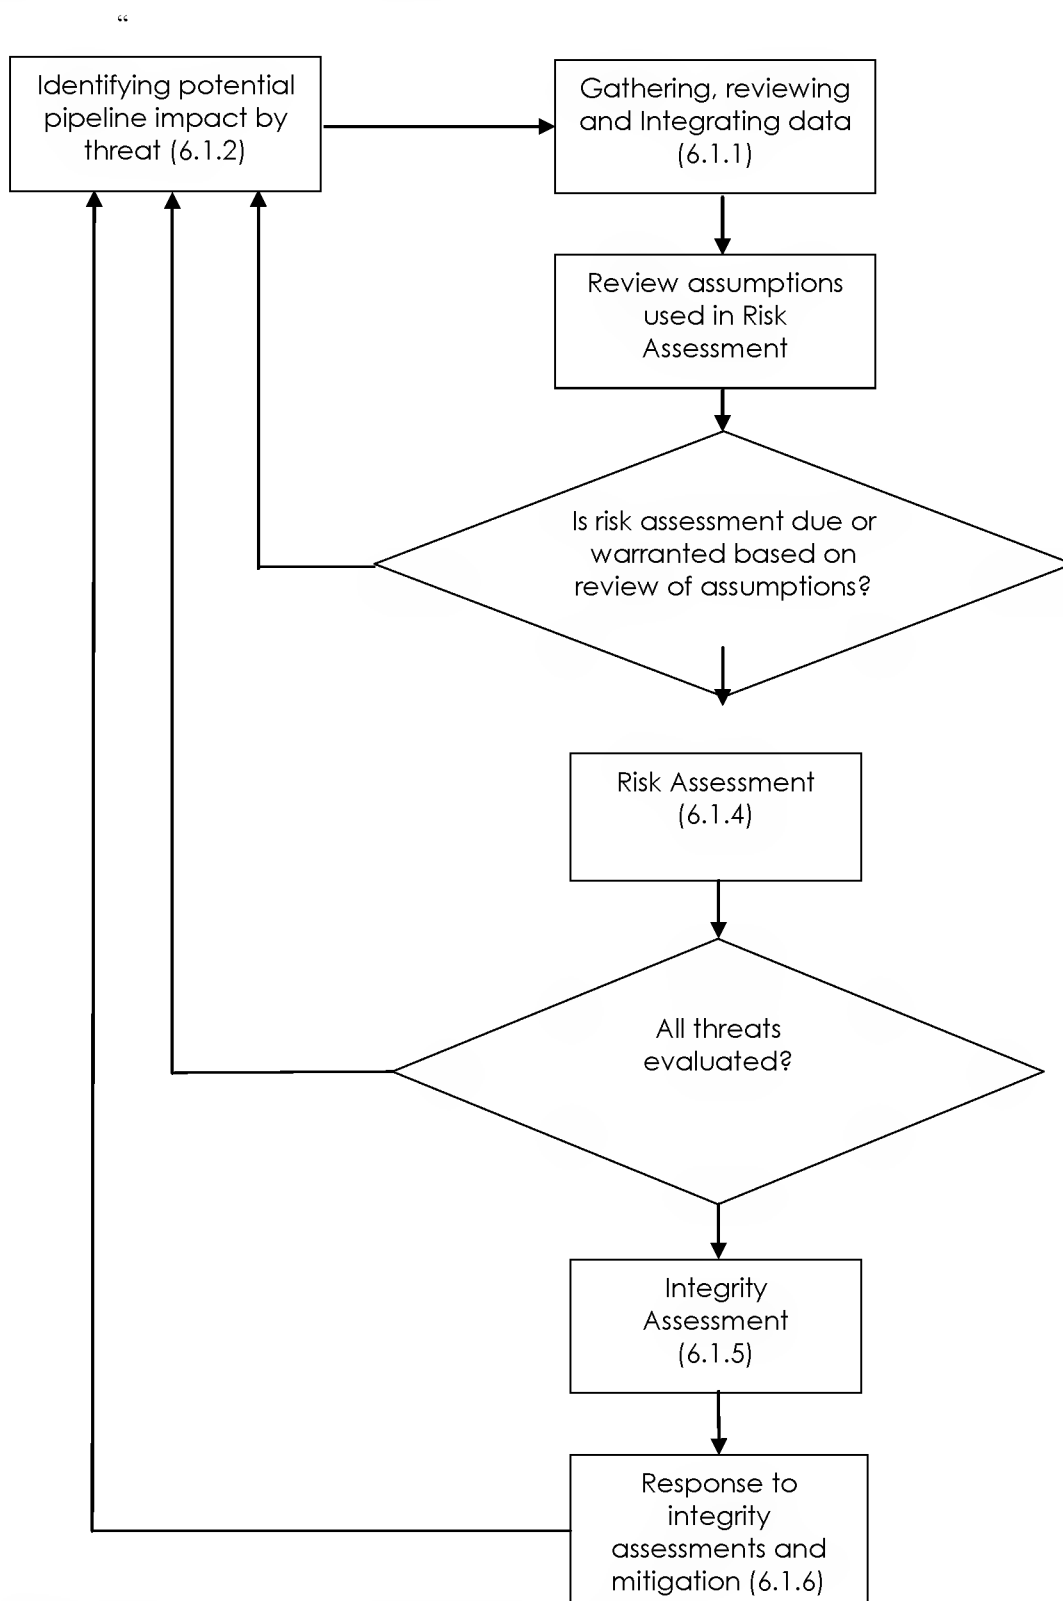 “
Identifying potential
pipeline impact by
threat (6.1.2)
Gathering, reviewing
and Integrating data
(6.1.1)
Review assumptions
used in Risk
Assessment
Is risk assessment due or
warranted based on
review of assumptions?
Risk Assessment
(6.1.4)
All threats
evaluated?
Integrity
Assessment
(6.1.5)
Response to
integrity
assessments and
mitigation (6.1.6)